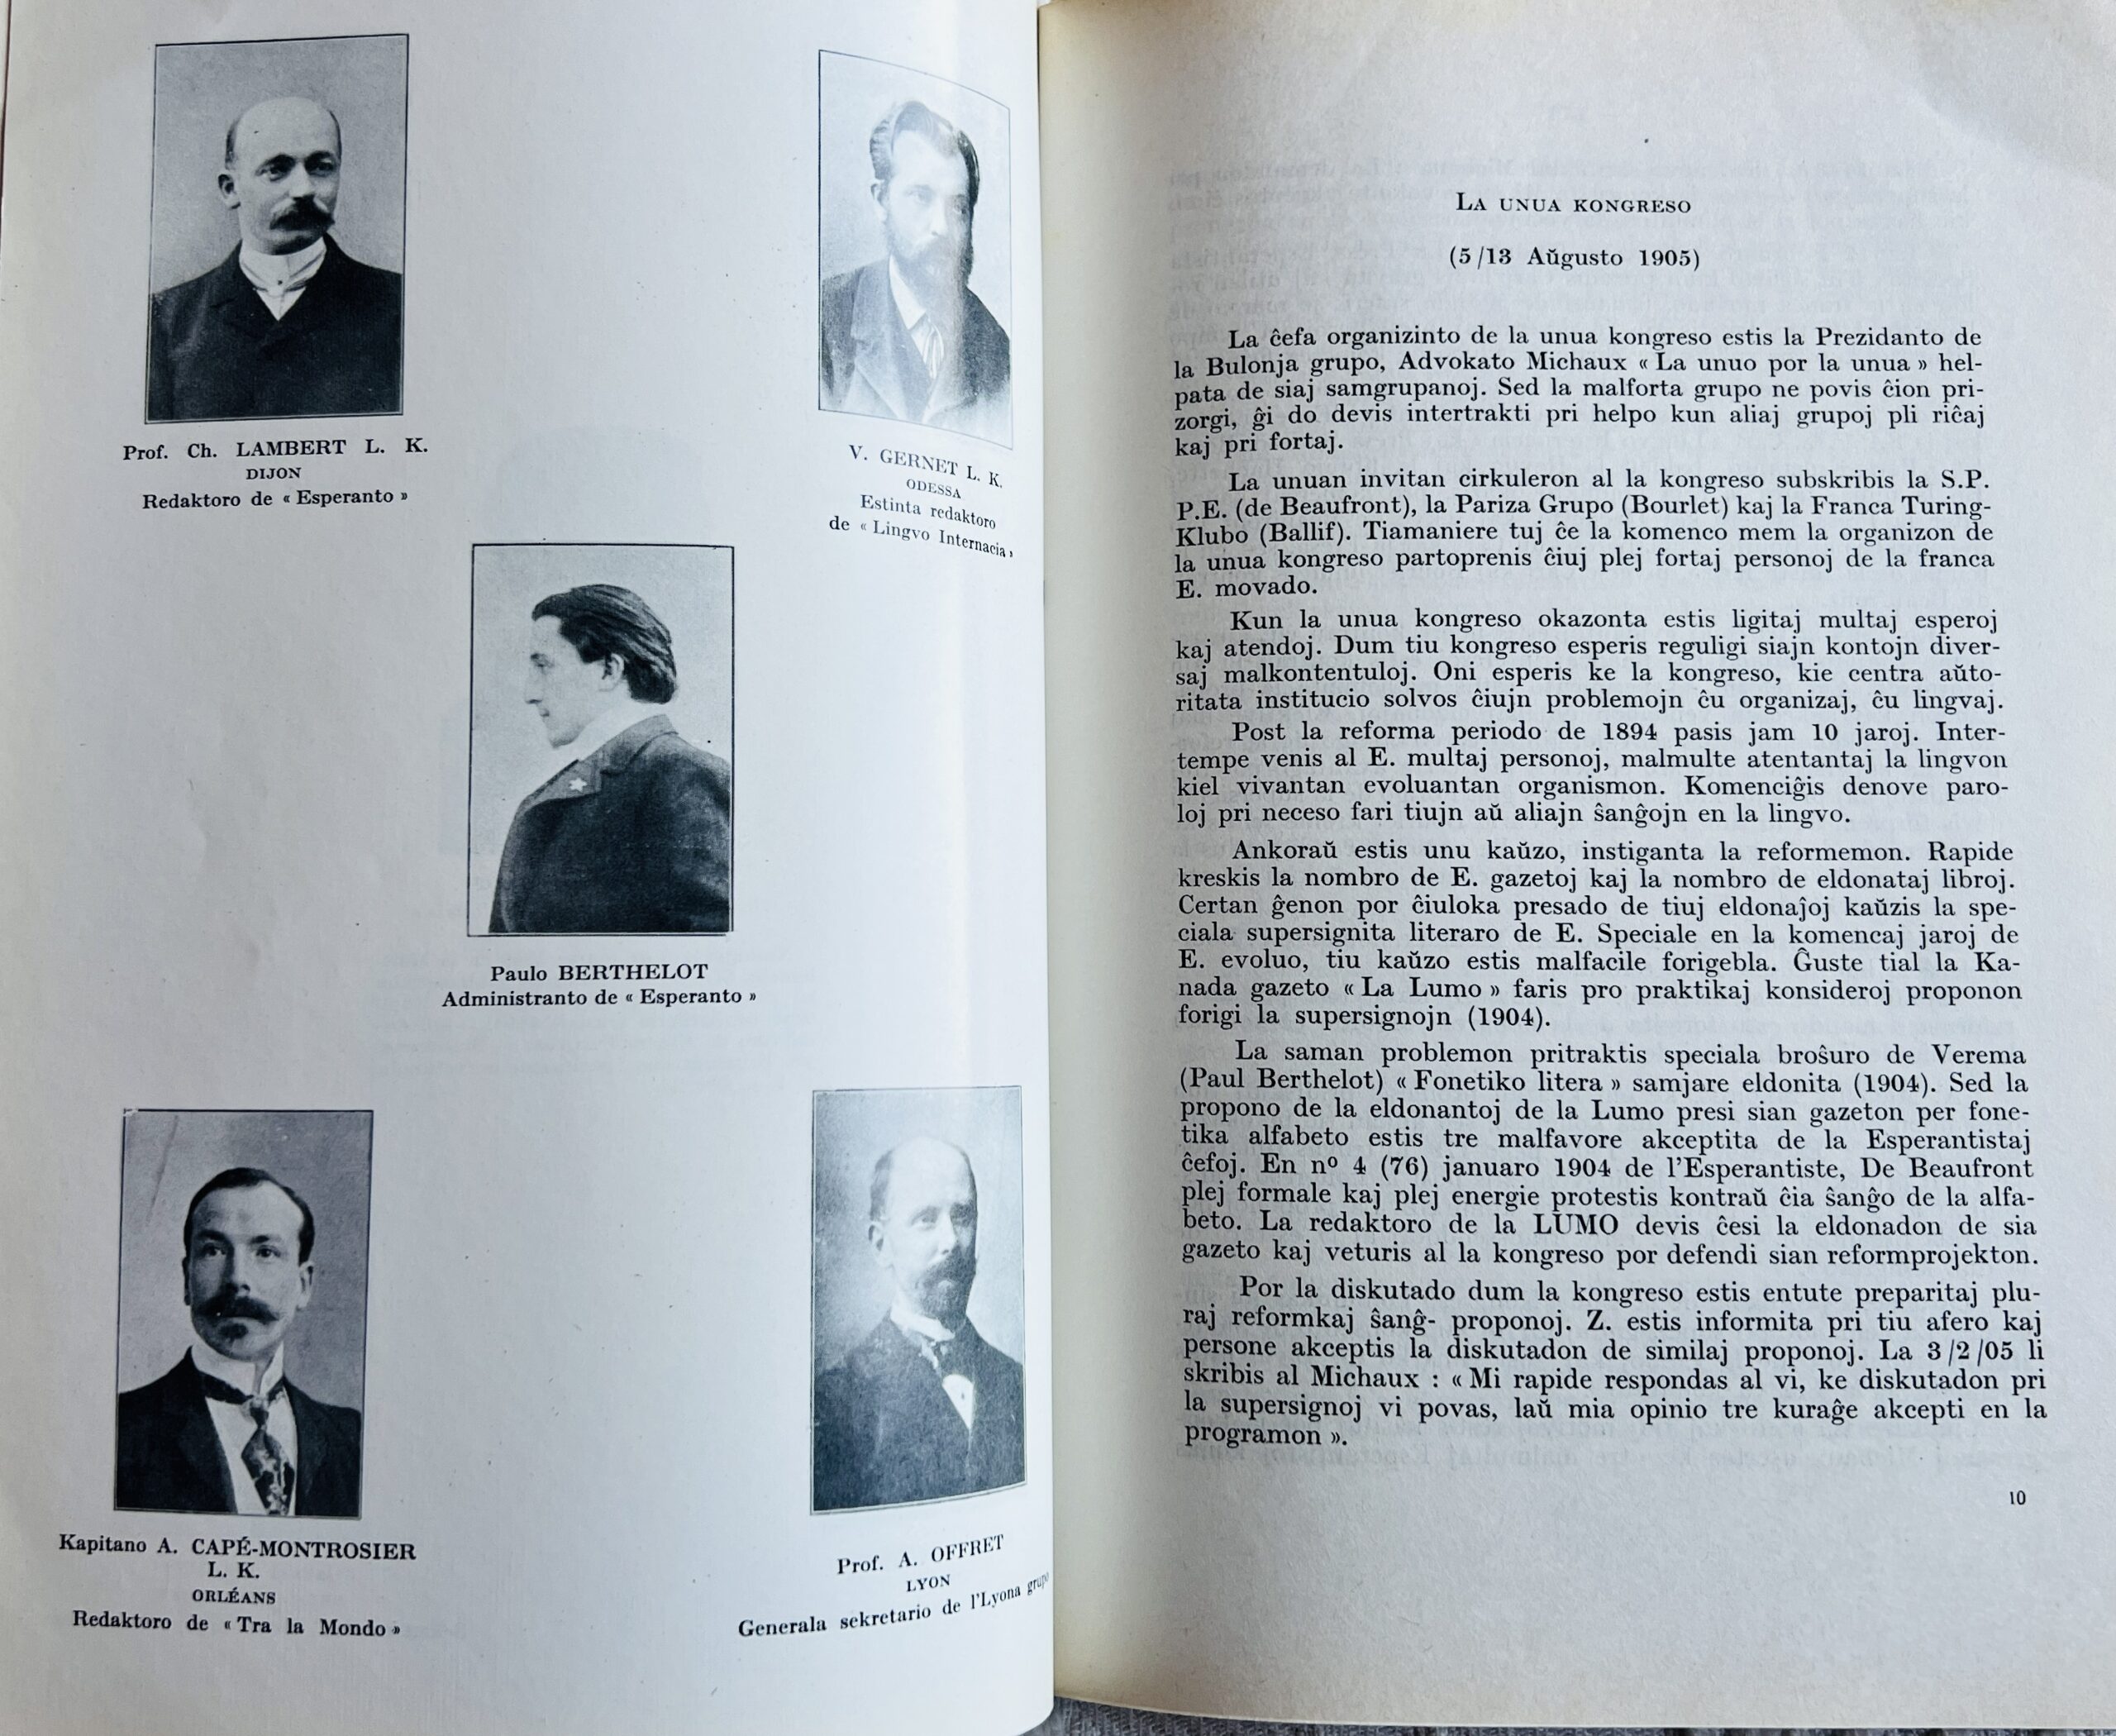 Prof. Ch. LAMBERT L. K.
DIJON
Redaktoro de « Esperanto »
V. GERNET L. K.
ODESSA
Estinta redaktoro
de « Lingvo Internacia »
Paulo BERTHELOT
Administranto de « Esperanto »
Kapitano A. CAPÉ-MONTROSIER
L. K.
ORLÉANS
Redaktoro de « Tra la Mondo »
Prof. A. OFFRET
LYON
Generala sekretario de l'Lyona grupo
LA UNUA KONGRESO
(5/13 Aŭgusto 1905)
La ĉefa organizinto de la unua kongreso estis la Prezidanto de
la Bulonja grupo, Advokato Michaux « La unuo por la unua » hel-
pata de siaj samgrupanoj. Sed la malforta grupo ne povis ĉion pri-
zorgi, ĝi do devis intertrakti pri helpo kun aliaj grupoj pli riĉaj
kaj pri fortaj.
La unuan invitan cirkuleron al la kongreso subskribis la S.P.
P.E. (de Beaufront), la Pariza Grupo (Bourlet) kaj la Franca Turing-
Klubo (Ballif). Tiamaniere tuj ĉe la komenco mem la organizon de
la unua kongreso partoprenis ĉiuj plej fortaj personoj de la franca
E. movado.
Kun la unua kongreso okazonta estis ligitaj multaj esperoj
kaj atendoj. Dum tiu kongreso esperis reguligi siajn kontojn diver-
saj malkontentuloj. Oni esperis ke la kongreso, kie centra aŭto-
ritata institucio solvos ĉiujn problemojn ĉu organizaj, ĉu lingvaj.
Post la reforma periodo de 1894 pasis jam 10 jaroj. Inter-
tempe venis al E. multaj personoj, malmulte atentantaj la lingvon
kiel vivantan evoluantan organismon. Komenciĝis denove paro-
loj pri neceso fari tiujn aŭ aliajn ŝanĝojn en la lingvo.
Ankoraŭ estis unu kaŭzo, instiganta la reformemon. Rapide
kreskis la nombro de E. gazetoj kaj la nombro de eldonataj libroj.
Certan ĝenon por ĉiuloka presado de tiuj eldonaĵoj kaŭzis la spe-
ciala supersignita literaro de E. Speciale en la komencaj jaroj de
E. evoluo, tiu kaŭzo estis malfacile forigebla. Ĝuste tial la Ka-
nada gazeto « La Lumo » faris pro praktikaj konsideroj proponon
forigi la supersignojn (1904).
La saman problemon pritraktis speciala broŝuro de Verema
(Paul Berthelot) « Fonetiko litera » samjare eldonita (1904). Sed la
propono de la eldonantoj de la Lumo presi sian gazeton per fone-
tika alfabeto estis tre malfavore akceptita de la Esperantistaj
ĉefoj. En nº 4 (76) januaro 1904 de l'Esperantiste, De Beaufront
plej formale kaj plej energie protestis kontraŭ ĉia ŝanĝo de la alfa-
beto. La redaktoro de la LUMO devis ĉesi la eldonadon de sia
gazeto kaj veturis al la kongreso por defendi sian reformprojekton.
Por la diskutado dum la kongreso estis entute preparitaj plu-
raj reformkaj ŝanĝ- proponoj. Z. estis informita pri tiu afero kaj
persone akceptis la diskutadon de similaj proponoj. La 3/2/05 li
skribis al Michaux : « Mi rapide respondas al vi, ke diskutadon pri
la supersignoj vi povas, laŭ mia opinio tre kuraĝe akcepti en la
programon ».
10